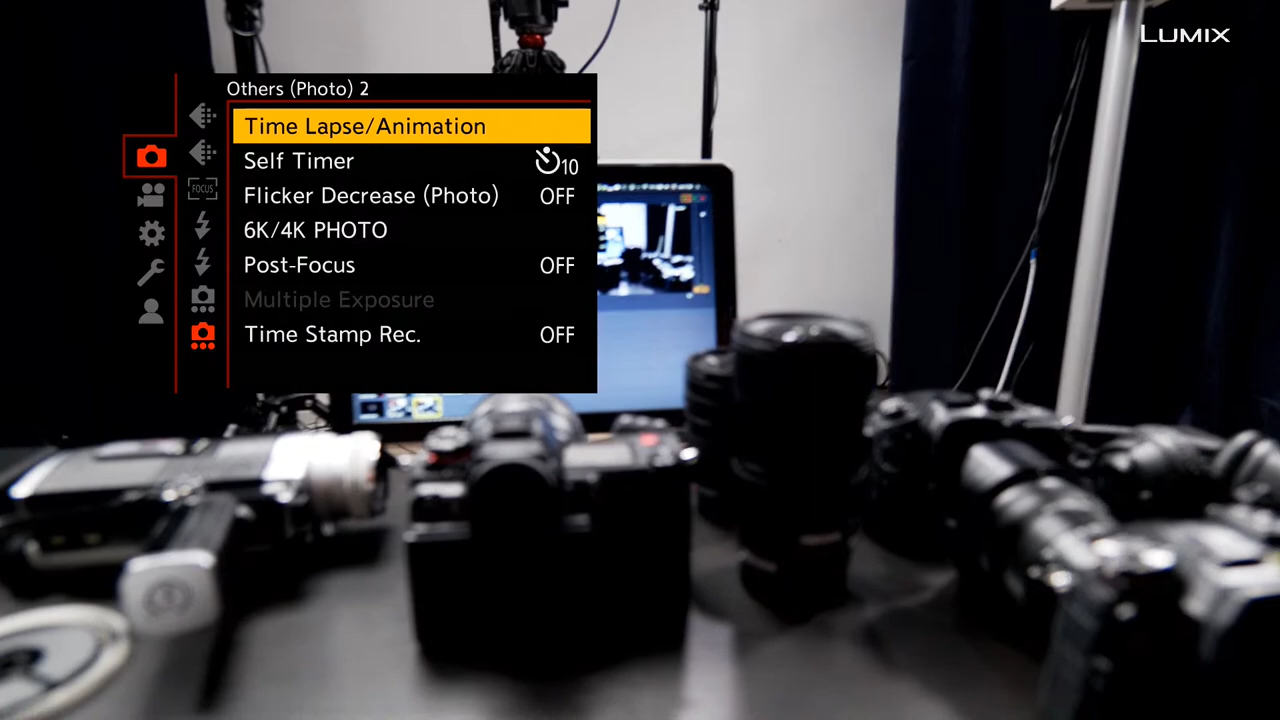 LUMIX
Others (Photo) 2
Time Lapse/Animation
Self Timer 10
Flicker Decrease (Photo) OFF
FOCUS
6K/4K PHOTO
Post-Focus OFF
Multiple Exposure
Time Stamp Rec. OFF